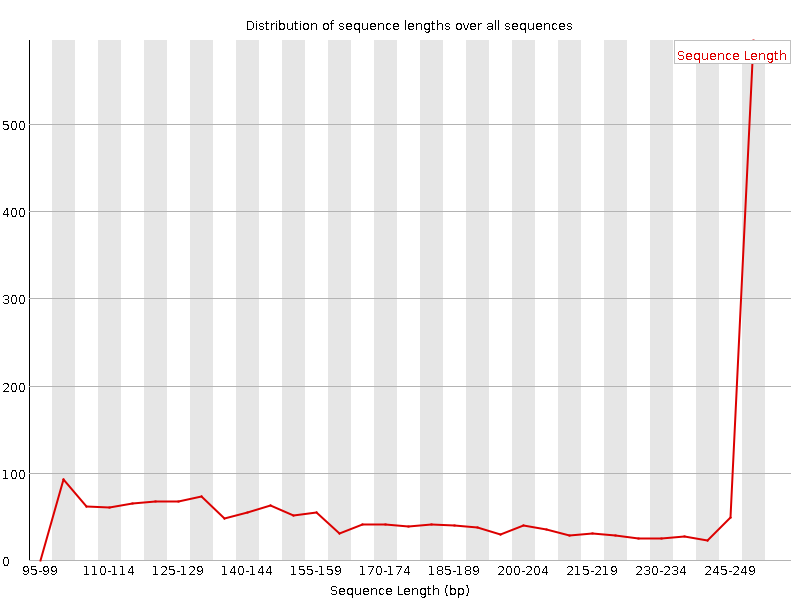 Distribution of sequence lengths over all sequences
Sequence Length
500
400
300
200
100
0
95-99 110-114 125-129 140-144 155-159 170-174 185-189 200-204 215-219 230-234 245-249
Sequence Length (bp)